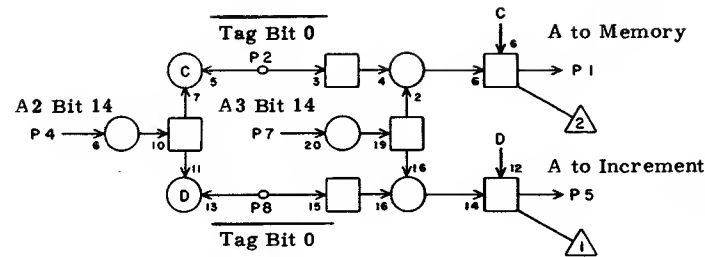 Tag Bit 0
C
A to Memory
P2
6
C
5
3
4
6
P1
7
2
A2 Bit 14
A3 Bit 14
2
P4
P7
6
10
20
19
D
A to Increment
11
16
12
D
13
P8
15
16
14
P5
Tag Bit 0
1